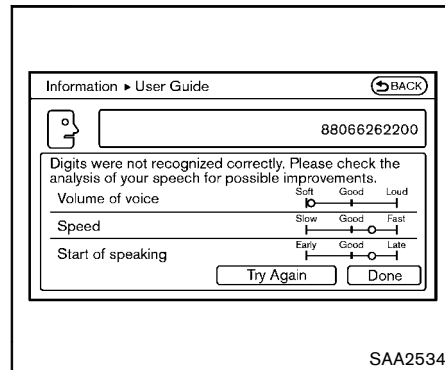 Information ▸ User Guide
BACK
88066262200
Digits were not recognized correctly. Please check the
analysis of your speech for possible improvements.
Volume of voice
Soft Good Loud
Speed
Slow Good Fast
Start of speaking
Early Good Late
Try Again
Done
SAA2534